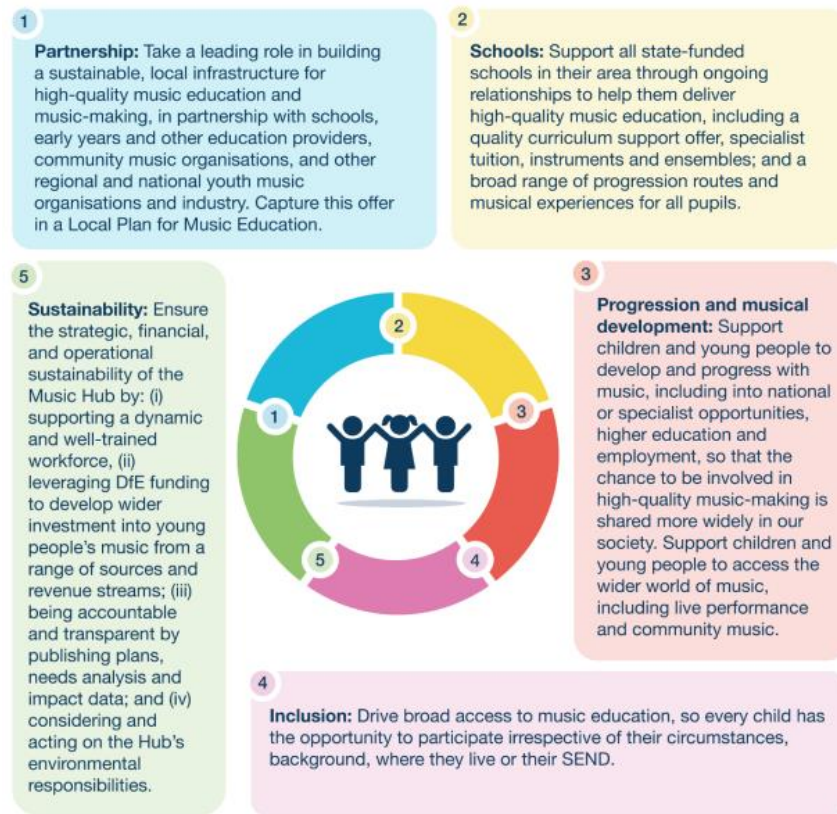 1
Partnership: Take a leading role in building
a sustainable, local infrastructure for
high-quality music education and
music-making, in partnership with schools,
early years and other education providers,
community music organisations, and other
regional and national youth music
organisations and industry. Capture this offer
in a Local Plan for Music Education.
2
Schools: Support all state-funded
schools in their area through ongoing
relationships to help them deliver
high-quality music education, including a
quality curriculum support offer, specialist
tuition, instruments and ensembles; and a
broad range of progression routes and
musical experiences for all pupils.
3
Progression and musical
development: Support
children and young people to
develop and progress with
music, including into national
or specialist opportunities,
higher education and
employment, so that the
chance to be involved in
high-quality music-making is
shared more widely in our
society. Support children and
young people to access the
wider world of music,
including live performance
and community music.
4
Inclusion: Drive broad access to music education, so every child has
the opportunity to participate irrespective of their circumstances,
background, where they live or their SEND.
5
Sustainability: Ensure
the strategic, financial,
and operational
sustainability of the
Music Hub by: (i)
supporting a dynamic
and well-trained
workforce, (ii)
leveraging DfE funding
to develop wider
investment into young
people's music from a
range of sources and
revenue streams; (iii)
being accountable
and transparent by
publishing plans,
needs analysis and
impact data; and (iv)
considering and
acting on the Hub's
environmental
responsibilities.
1
2
3
4
5